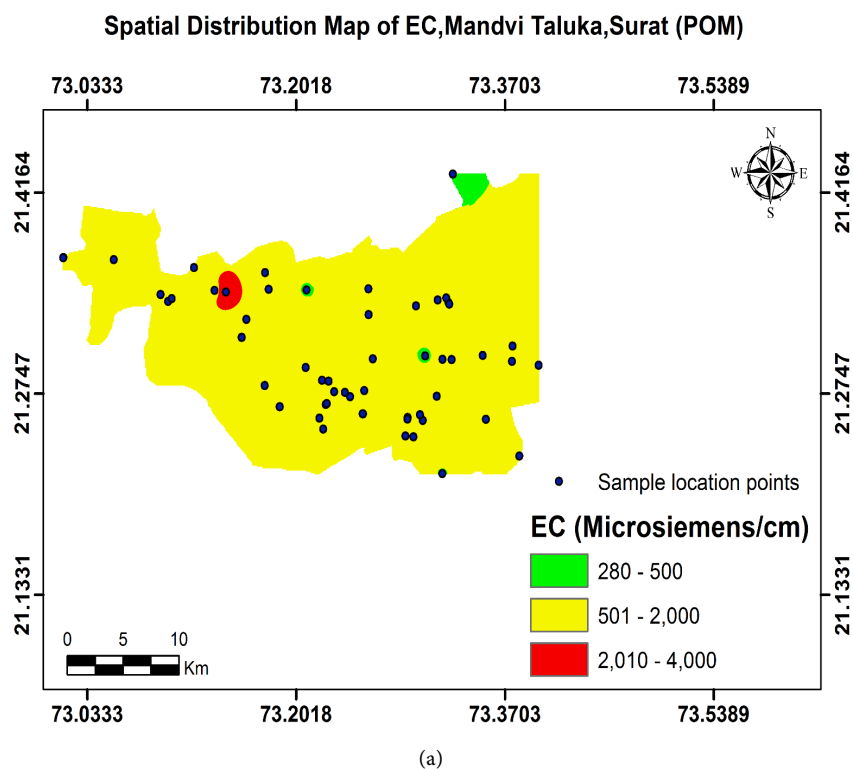 Spatial Distribution Map of EC,Mandvi Taluka,Surat (POM)
73.0333 73.2018 73.3703 73.5389
N
W E
S
21.4164 21.4164
21.2747 21.2747
Sample location points
EC (Microsiemens/cm)
280 - 500
21.1331 21.1331
501 - 2,000
0 5 10
2,010 - 4,000
Km
73.0333 73.2018 73.3703 73.5389
(a)